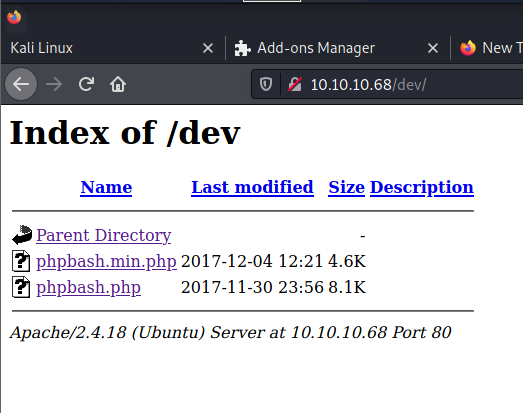 Kali Linux
Add-ons Manager
New T
10.10.10.68/dev/
Index of /dev
Name Last modified Size Description
Parent Directory -
phpbash.min.php 2017-12-04 12:21 4.6K
phpbash.php 2017-11-30 23:56 8.1K
Apache/2.4.18 (Ubuntu) Server at 10.10.10.68 Port 80